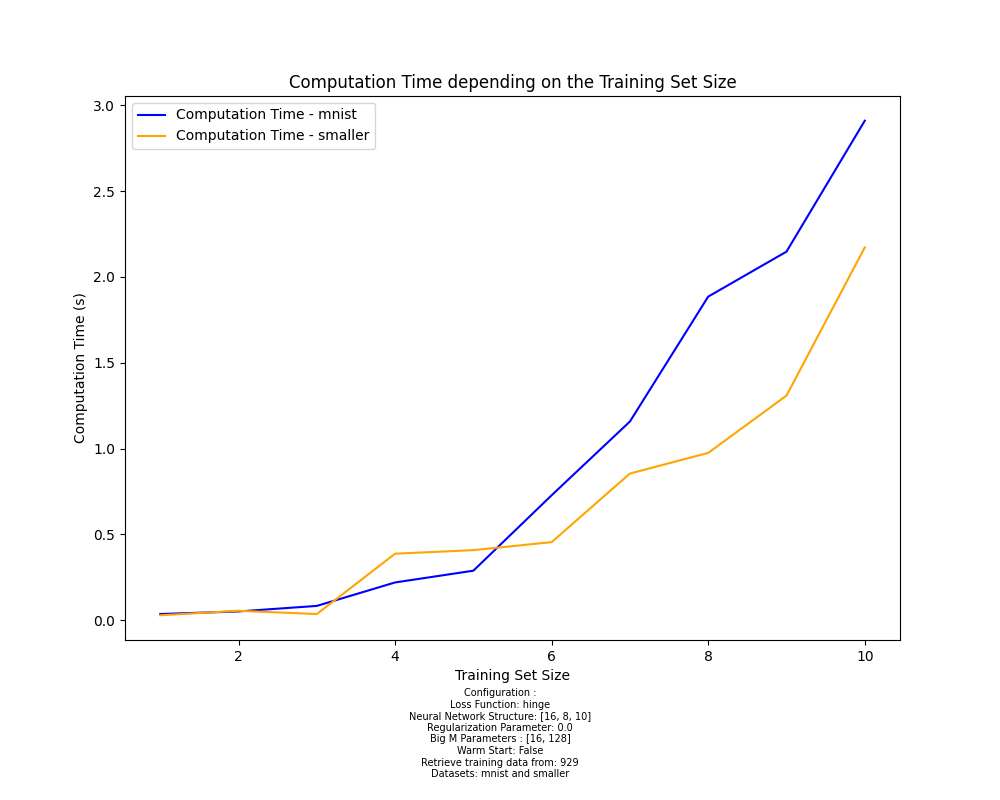 Computation Time depending on the Training Set Size
Computation Time - mnist
Computation Time - smaller
3.0
2.5
2.0
1.5
1.0
0.5
0.0
Computation Time (s)
2 4 6 8 10
Training Set Size
Configuration :
Loss Function: hinge
Neural Network Structure: [16, 8, 10]
Regularization Parameter: 0.0
Big M Parameters : [16, 128]
Warm Start: False
Retrieve training data from: 929
Datasets: mnist and smaller